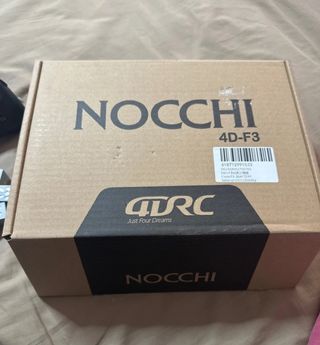 NOCCHI
4D-F3
4DRC
Just Four Dreams
NOCCHI